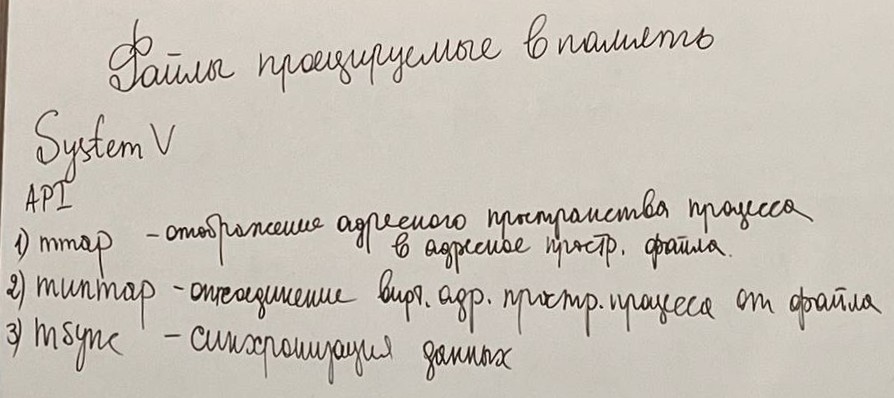 Файлы проецируемые в память
System V
API
1) mmap - отображение адресного пространства процесса
в адресное простр. файла.
2) munmap - отсоединение вирт. адр. простр. процесса от файла
3) msync - синхронизация данных